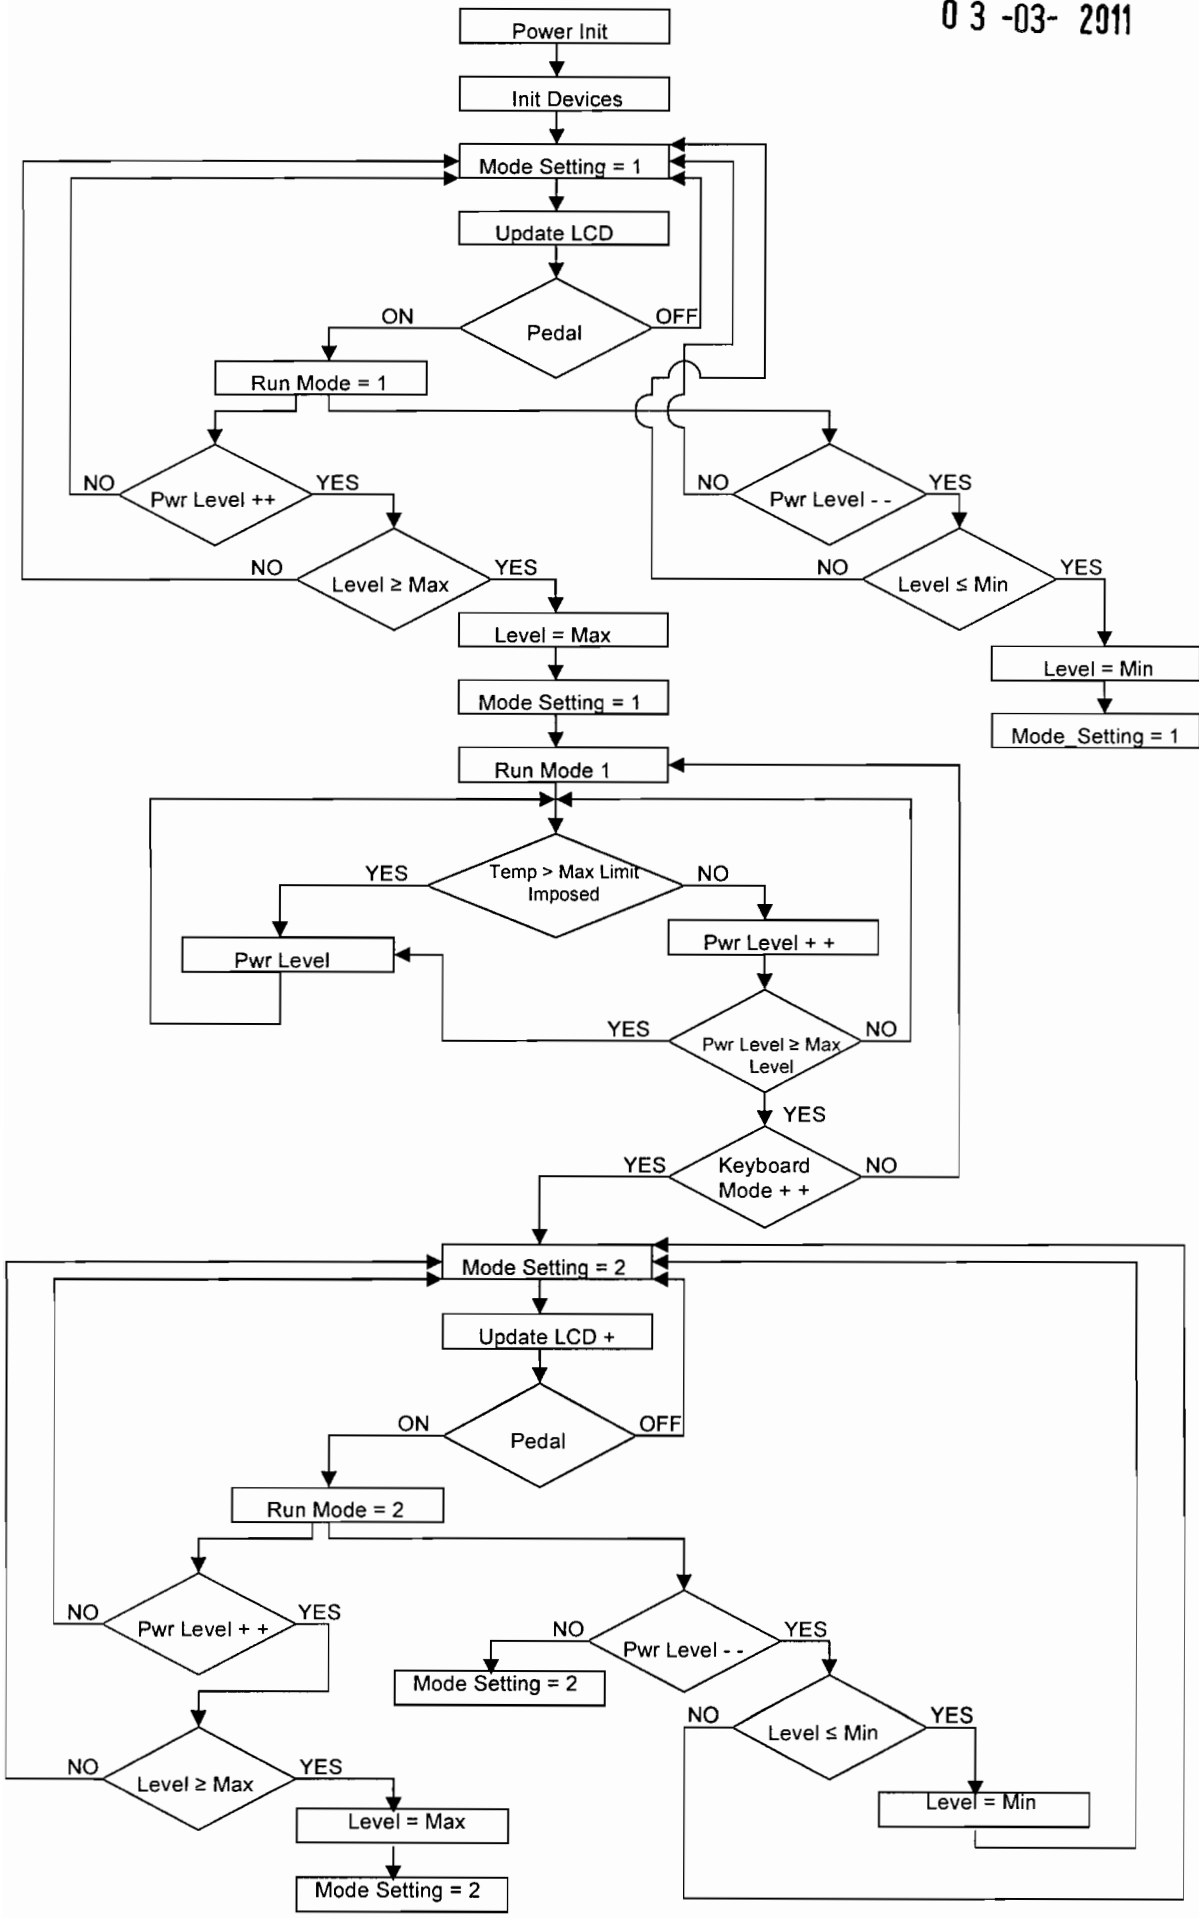 0 3 -03- 2011
Power Init
Init Devices
Mode Setting = 1
Update LCD
ON
Pedal
OFF
Run Mode = 1
NO
Pwr Level ++
YES
NO
Pwr Level - -
YES
NO
Level ≥ Max
YES
NO
Level ≤ Min
YES
Level = Max
Level = Min
Mode Setting = 1
Mode_Setting = 1
Run Mode 1
YES
Temp > Max Limit
Imposed
NO
Pwr Level
Pwr Level + +
YES
Pwr Level ≥ Max
Level
NO
YES
YES
Keyboard
Mode + +
NO
Mode Setting = 2
Update LCD +
ON
Pedal
OFF
Run Mode = 2
NO
Pwr Level + +
YES
NO
Pwr Level - -
YES
Mode Setting = 2
NO
Level ≤ Min
YES
NO
Level ≥ Max
YES
Level = Min
Level = Max
Mode Setting = 2